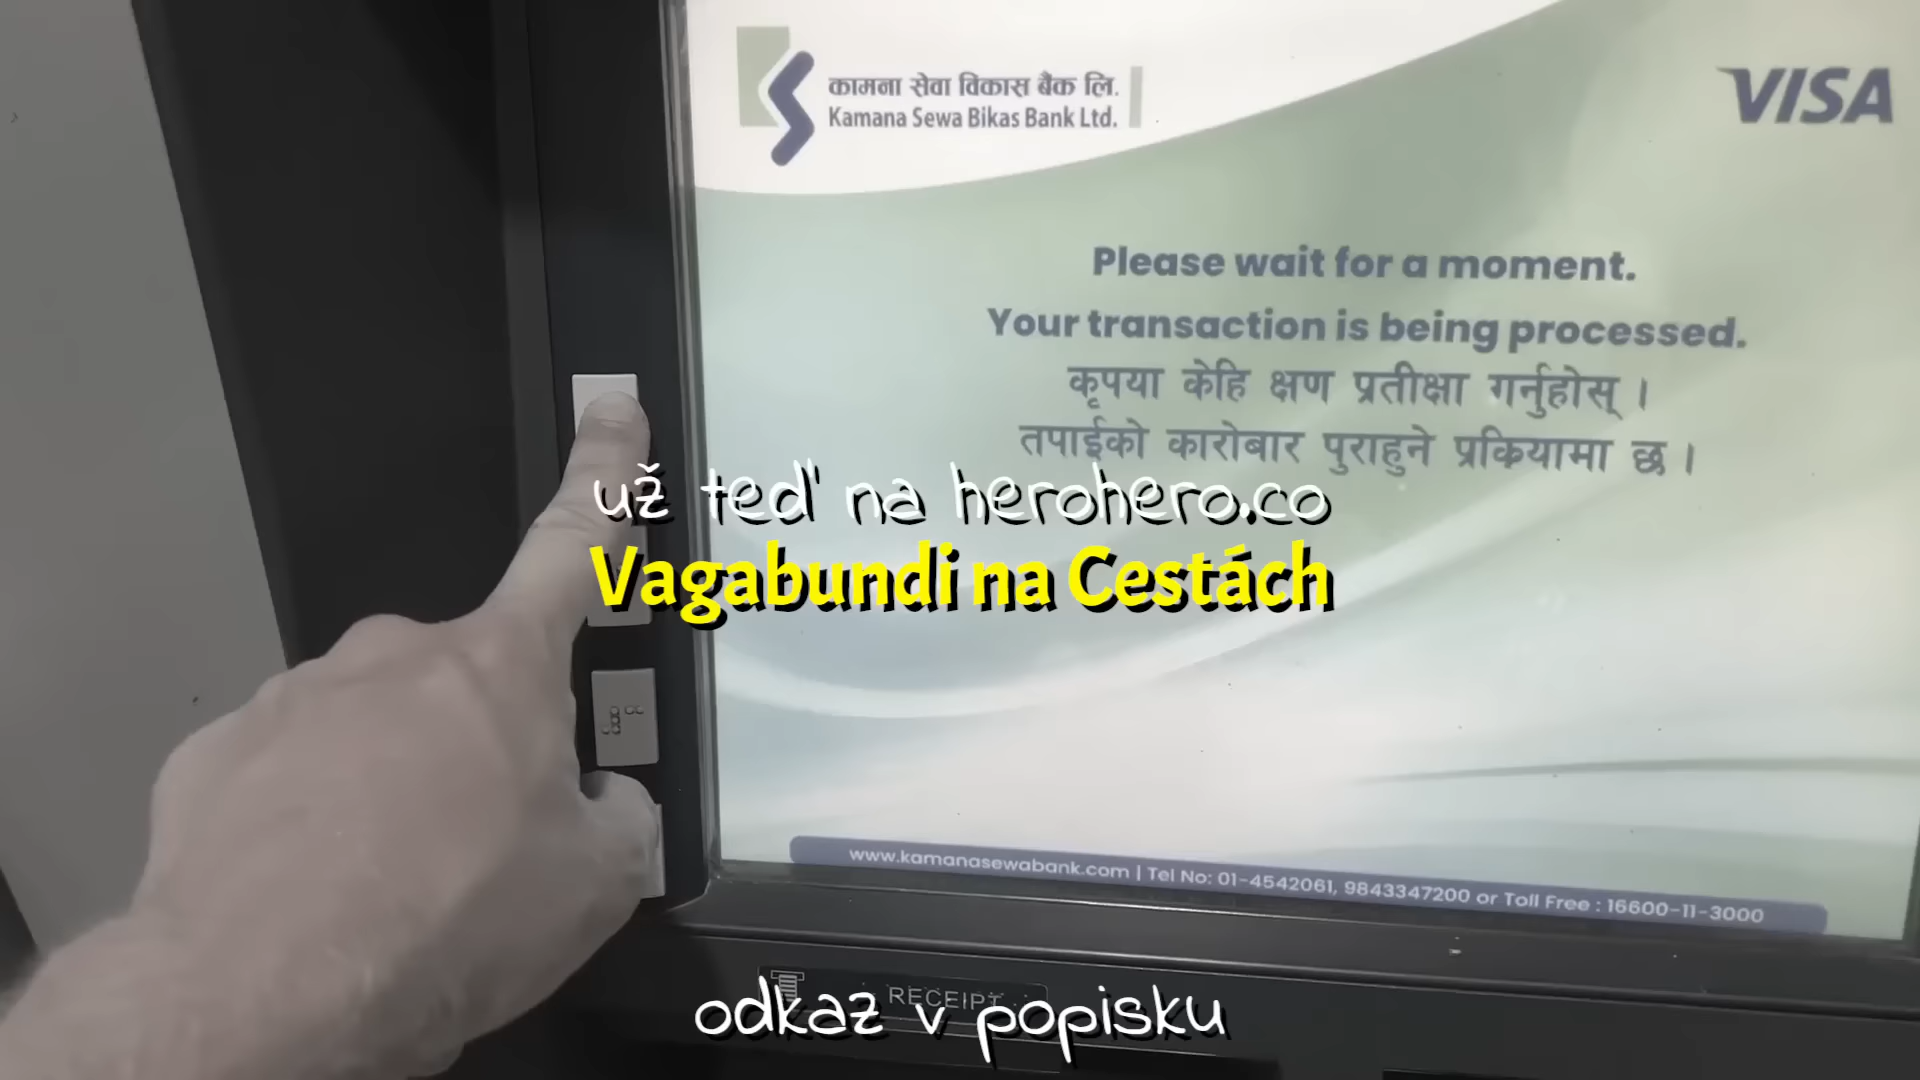 कामना सेवा विकास बैंक लि.
Kamana Sewa Bikas Bank Ltd.
VISA
Please wait for a moment.
Your transaction is being processed.
कृपया केहि क्षण प्रतीक्षा गर्नुहोस् ।
तपाईको कारोबार पुराहुने प्रकियामा छ ।
už teď na herohero.co
Vagabundi na Cestách
www.kamanasewabank.com | Tel No: 01-4542061, 9843347200 or Toll Free : 16600-11-3000
RECEIPT
odkaz v popisku